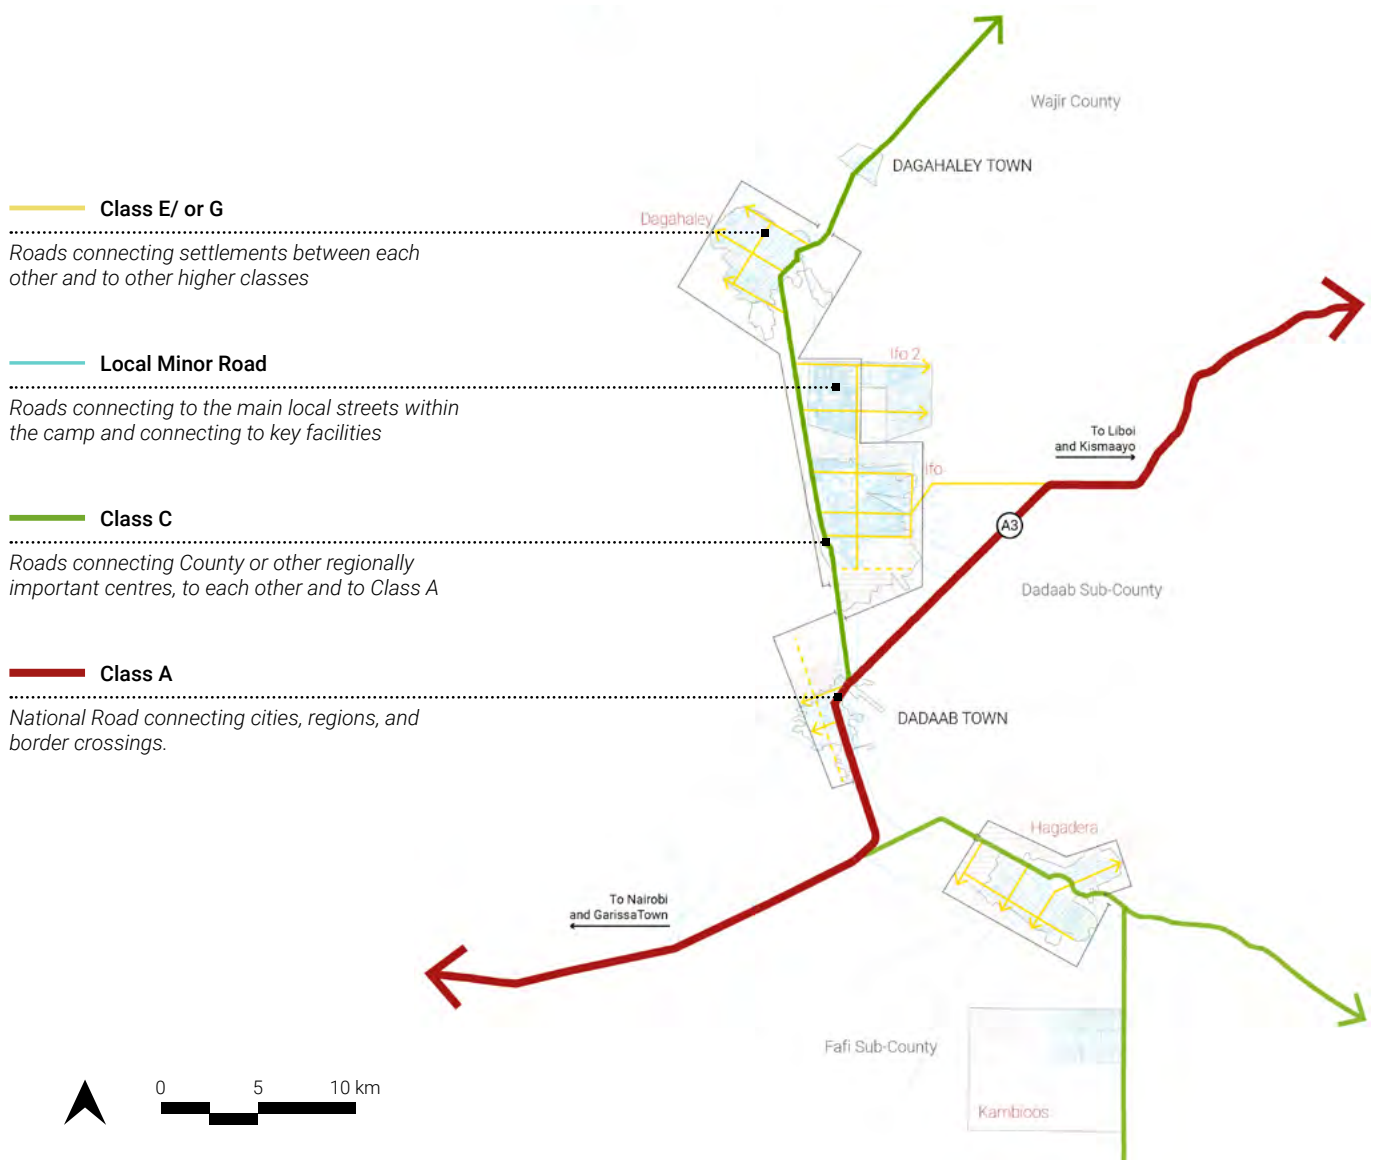 Class E/ or G
Roads connecting settlements between each
other and to other higher classes
Local Minor Road
Roads connecting to the main local streets within
the camp and connecting to key facilities
Class C
Roads connecting County or other regionally
important centres, to each other and to Class A
Class A
National Road connecting cities, regions, and
border crossings.
Wajir County
DAGAHALEY TOWN
Dagahaley
Ifo 2
To Liboi
and Kismaayo
Ifo
A3
Dadaab Sub-County
DADAAB TOWN
Hagadera
To Nairobi
and GarissaTown
Fafi Sub-County
Kambioos
0 5 10 km